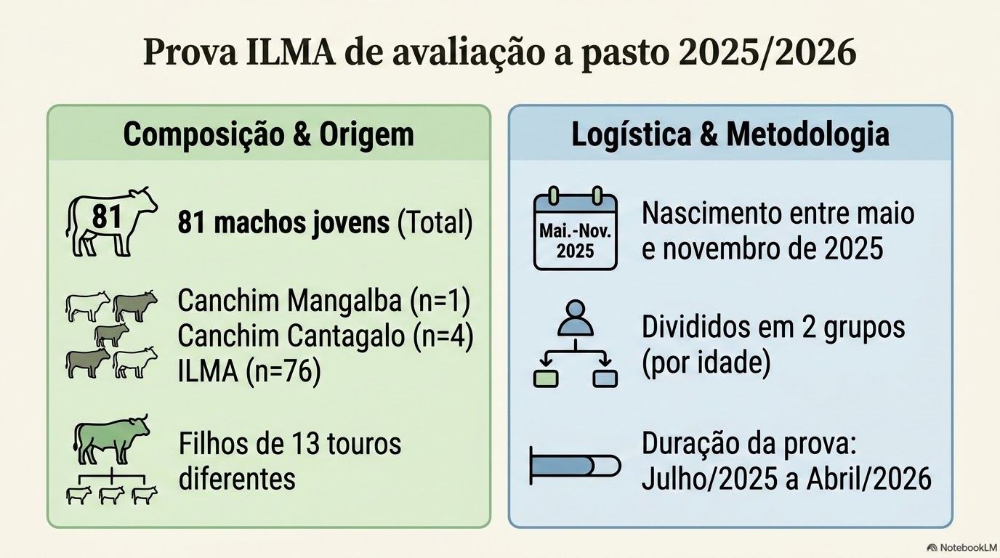 Prova ILMA de avaliação a pasto 2025/2026
Composição & Origem
81
81 machos jovens (Total)
Canchim Mangalba (n=1)
Canchim Cantagalo (n=4)
ILMA (n=76)
Filhos de 13 touros
diferentes
Logística & Metodologia
Mai.-Nov.
2025
Nascimento entre maio
e novembro de 2025
Divididos em 2 grupos
(por idade)
Duração da prova:
Julho/2025 a Abril/2026
NotebookLM